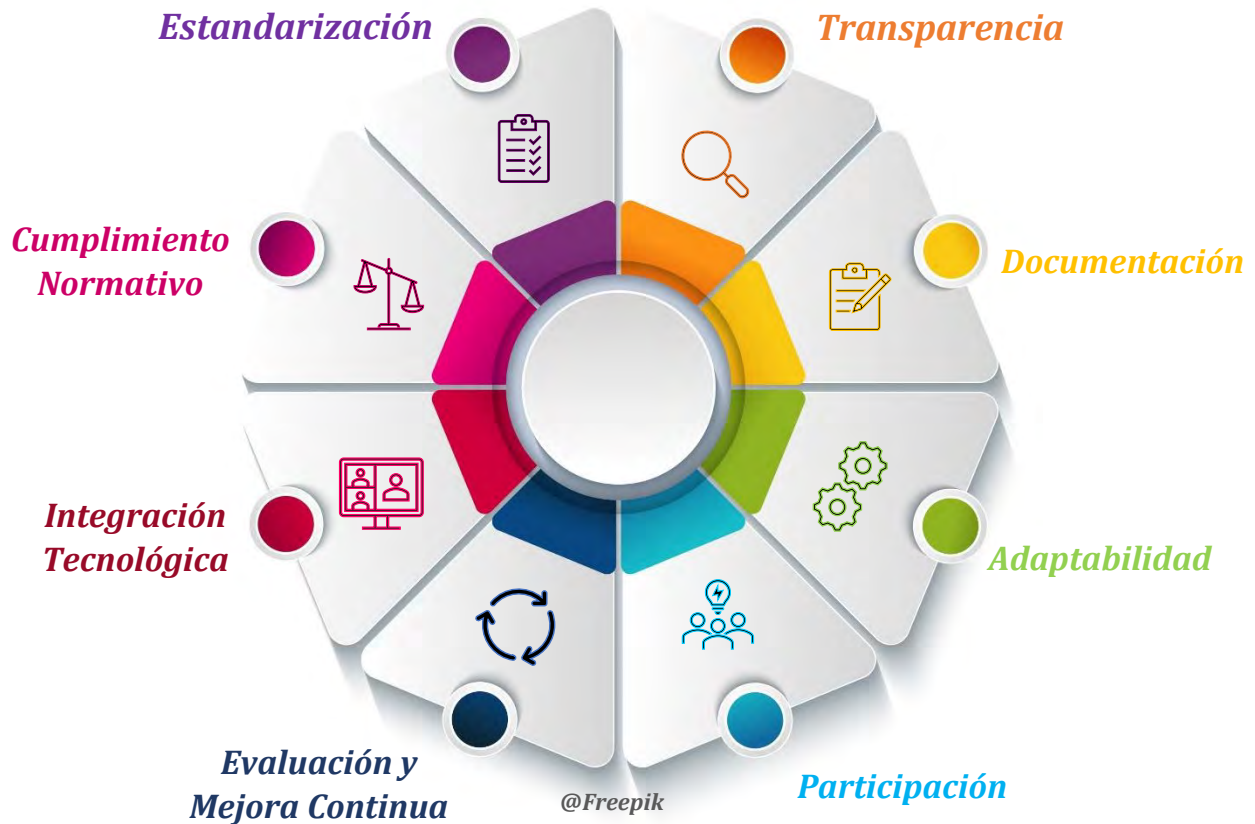 Estandarización
Transparencia
Cumplimiento
Normativo
Documentación
Integración
Tecnológica
Adaptabilidad
Evaluación y
Mejora Continua
Participación
@Freepik